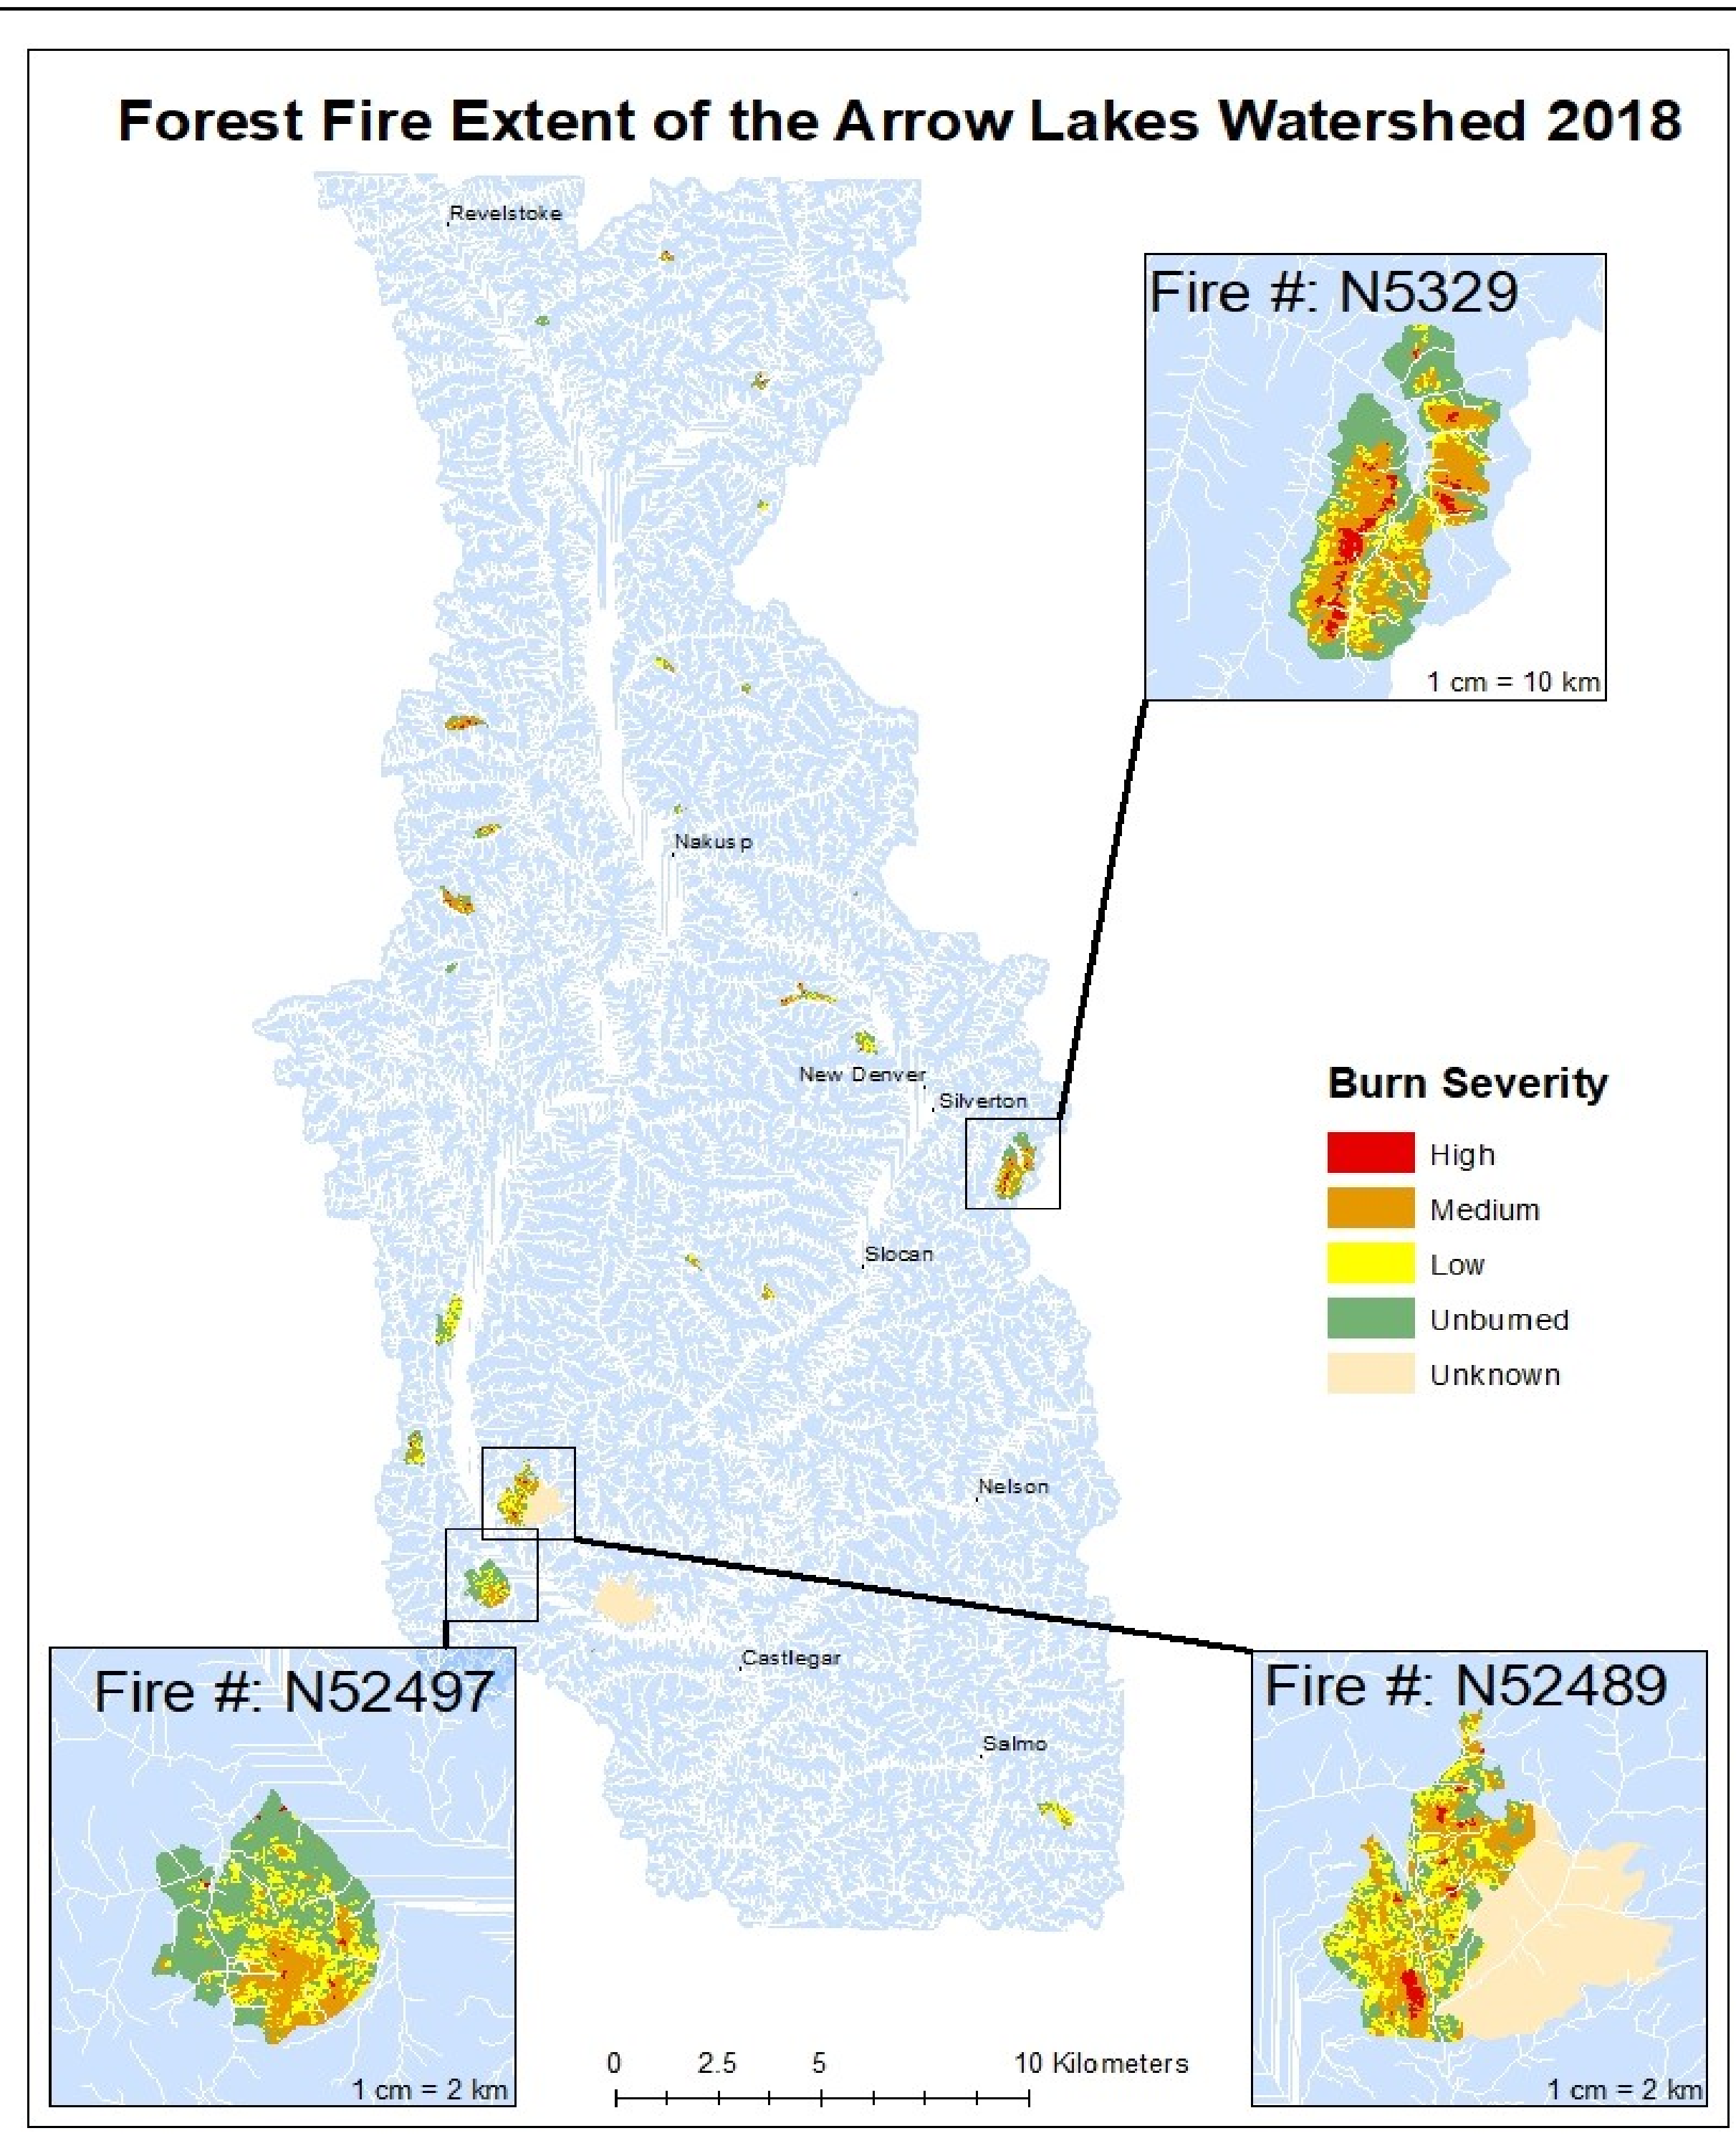 Forest Fire Extent of the Arrow Lakes Watershed 2018
Revelstoke
Fire #: N5329
1 cm = 10 km
Nakusp
New Denver
Silverton
Burn Severity
High
Medium
Low
Unburned
Unknown
Slocan
Nelson
Castlegar
Fire #: N52497
1 cm = 2 km
Fire #: N52489
1 cm = 2 km
Salmo
0 2.5 5 10 Kilometers